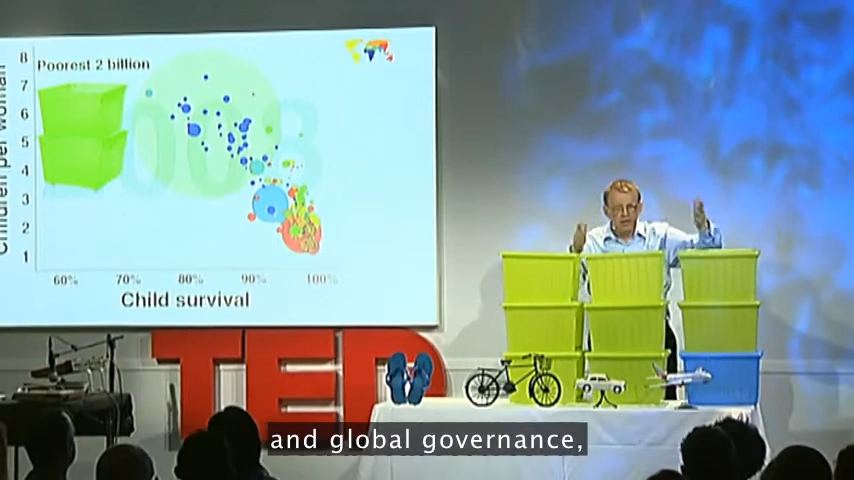 8
Poorest 2 billion
7
6
5
4
3
2
1
Children per woman
60%
70%
80%
90%
100%
Child survival
TED
and global governance,